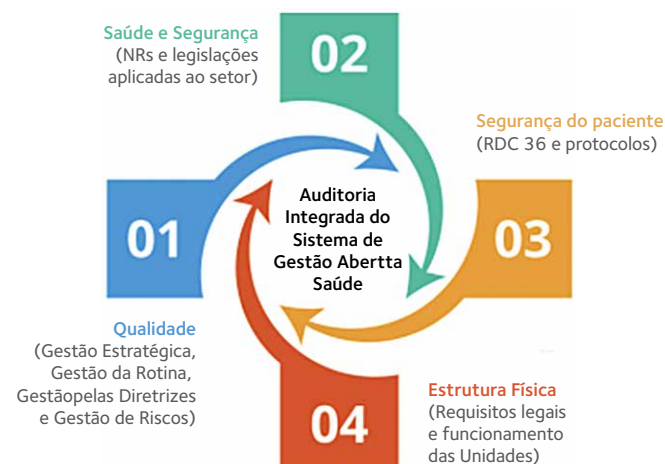 Saúde e Segurança
(NRs e legislações
aplicadas ao setor)
02
Segurança do paciente
(RDC 36 e protocolos)
Auditoria
Integrada do
Sistema de
Gestão Abertta
Saúde
01
03
Qualidade
(Gestão Estratégica,
Gestão da Rotina,
Gestãopelas Diretrizes
e Gestão de Riscos)
04
Estrutura Física
(Requisitos legais
e funcionamento
das Unidades)